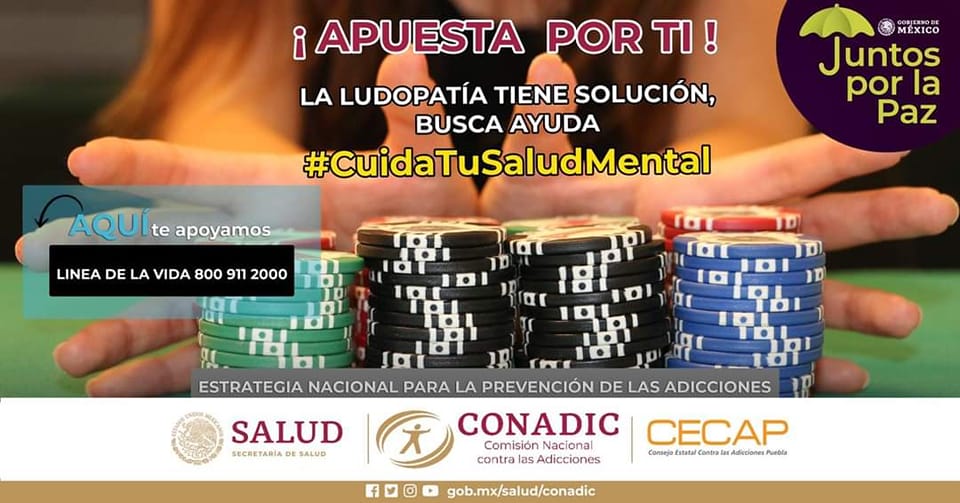 ¡ APUESTA POR TI !
LA LUDOPATÍA TIENE SOLUCIÓN,
BUSCA AYUDA
#CuidaTuSaludMental
GOBIERNO DE
MÉXICO
Juntos
por la
Paz
AQUÍ te apoyamos
LINEA DE LA VIDA 800 911 2000
ESTRATEGIA NACIONAL PARA LA PREVENCIÓN DE LAS ADICCIONES
SALUD
SECRETARÍA DE SALUD
CONADIC
Comisión Nacional
contra las Adicciones
CECAP
Consejo Estatal Contra las Adicciones Puebla
gob.mx/salud/conadic